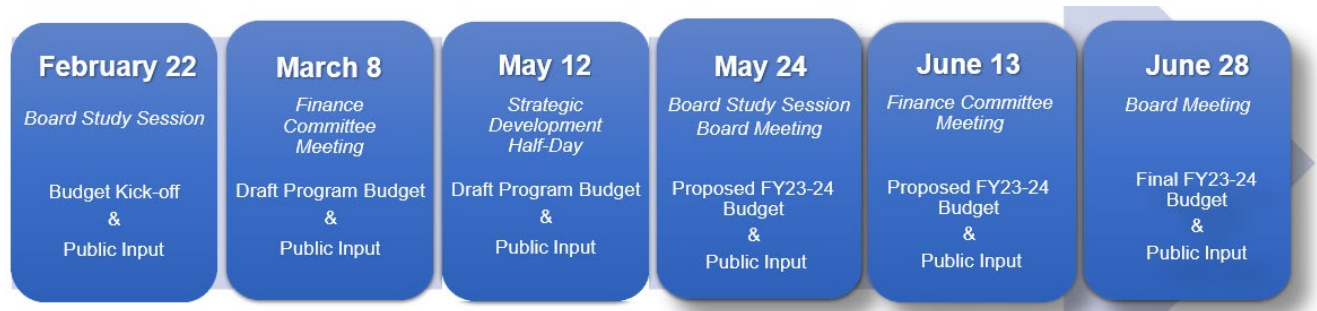 February 22
Board Study Session
Budget Kick-off
&
Public Input
March 8
Finance
Committee
Meeting
Draft Program Budget
&
Public Input
May 12
Strategic
Development
Half-Day
Draft Program Budget
&
Public Input
May 24
Board Study Session
Board Meeting
Proposed FY23-24
Budget
&
Public Input
June 13
Finance Committee
Meeting
Proposed FY23-24
Budget
&
Public Input
June 28
Board Meeting
Final FY23-24
Budget
&
Public Input